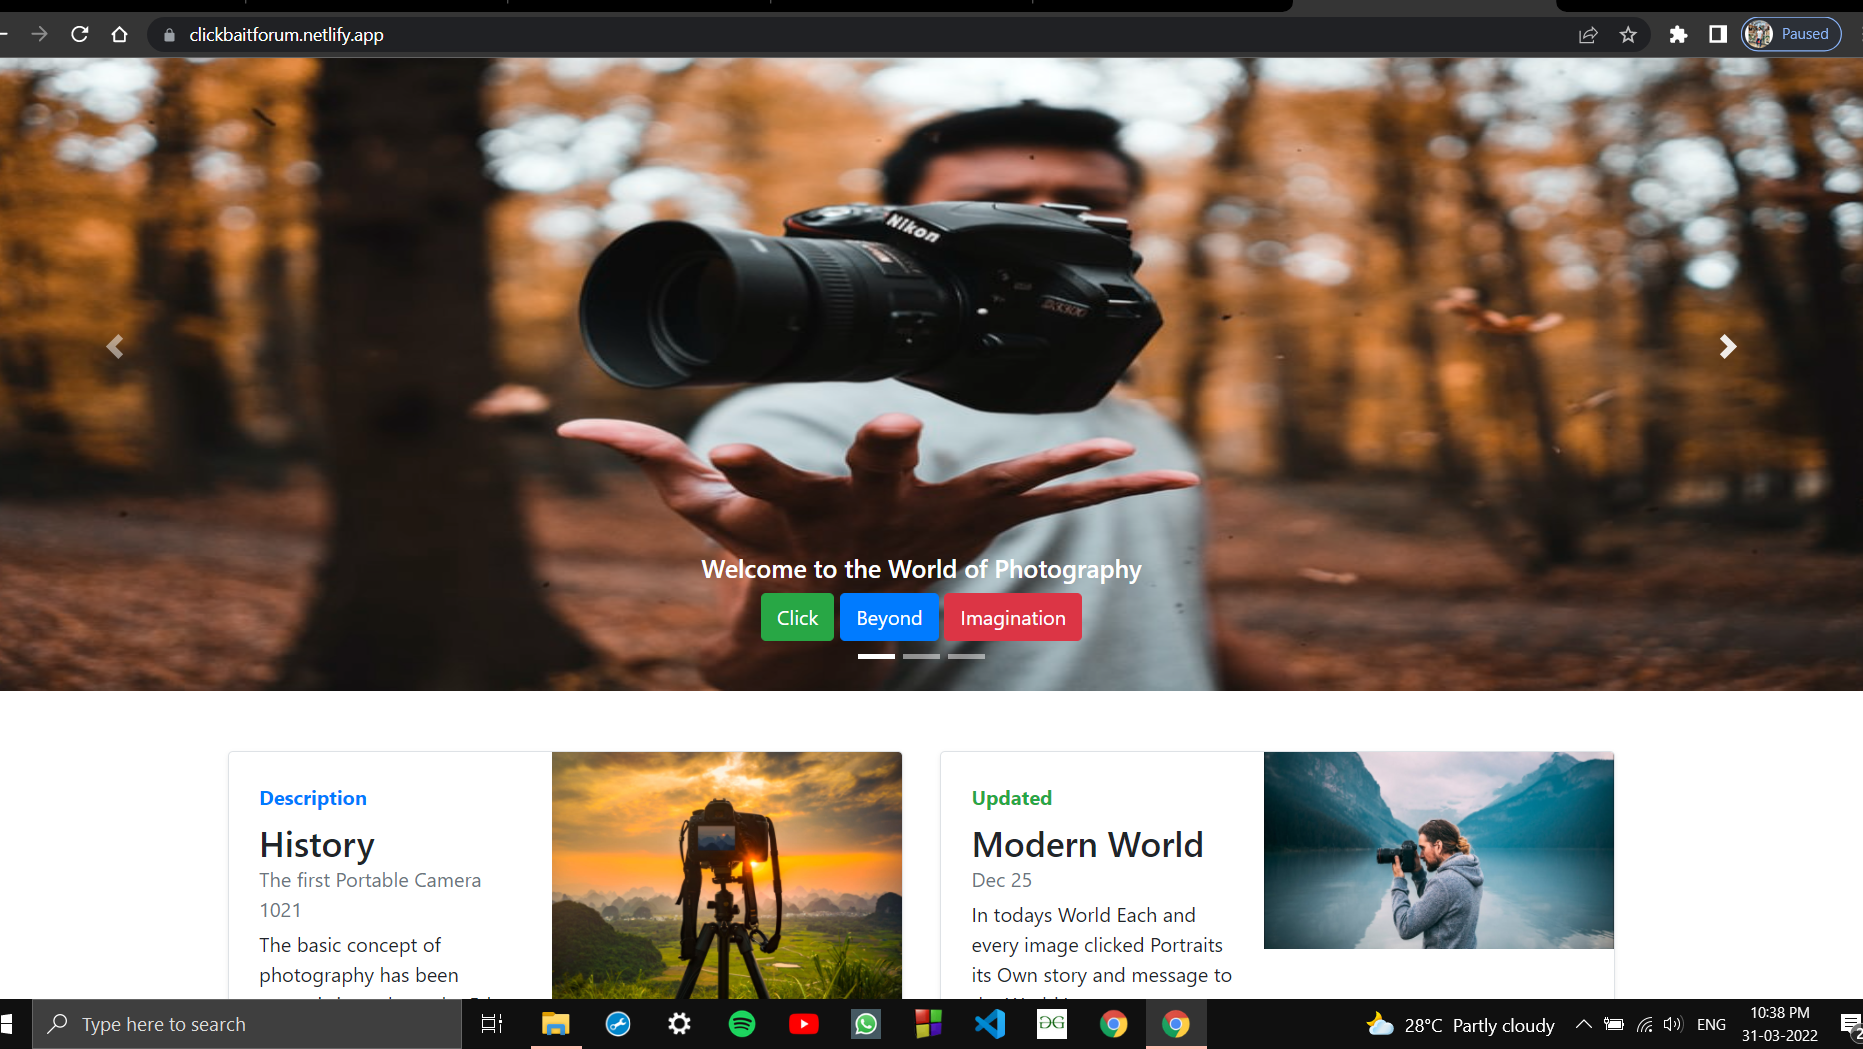 clickbaitforum.netlify.app
Paused
Nikon
D3300
Welcome to the World of Photography
Click Beyond Imagination
Description
History
The first Portable Camera
1021
The basic concept of
photography has been
Updated
Modern World
Dec 25
In todays World Each and
every image clicked Portraits
its Own story and message to
Type here to search
28°C Partly cloudy
ENG
10:38 PM
31-03-2022
2